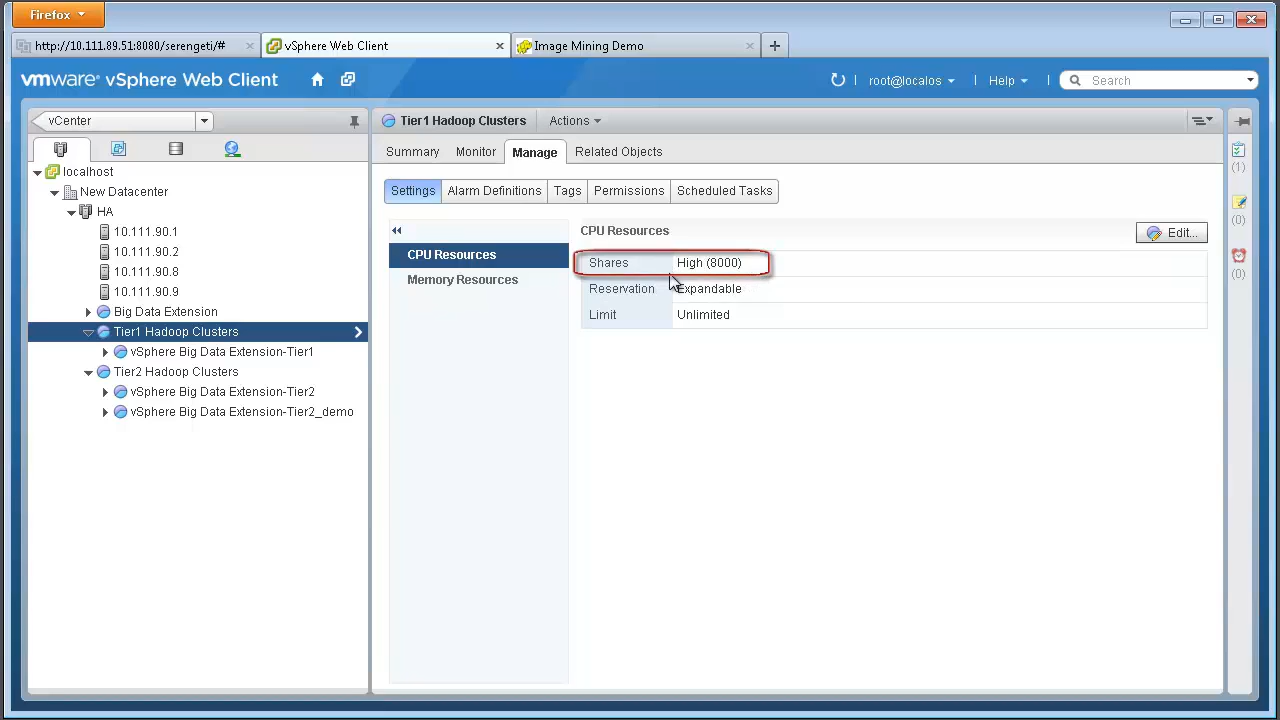 Firefox
http://10.111.89.51:8080/serengeti/#
vSphere Web Client
Image Mining Demo
vmware® vSphere Web Client
root@localos
Help
Search
vCenter
localhost
New Datacenter
HA
10.111.90.1
10.111.90.2
10.111.90.8
10.111.90.9
Big Data Extension
Tier1 Hadoop Clusters
vSphere Big Data Extension-Tier1
Tier2 Hadoop Clusters
vSphere Big Data Extension-Tier2
vSphere Big Data Extension-Tier2_demo
Tier1 Hadoop Clusters
Actions
Summary
Monitor
Manage
Related Objects
Settings
Alarm Definitions
Tags
Permissions
Scheduled Tasks
CPU Resources
Memory Resources
CPU Resources
Edit...
Shares High (8000)
Reservation Expandable
Limit Unlimited
(1)
(0)
(0)